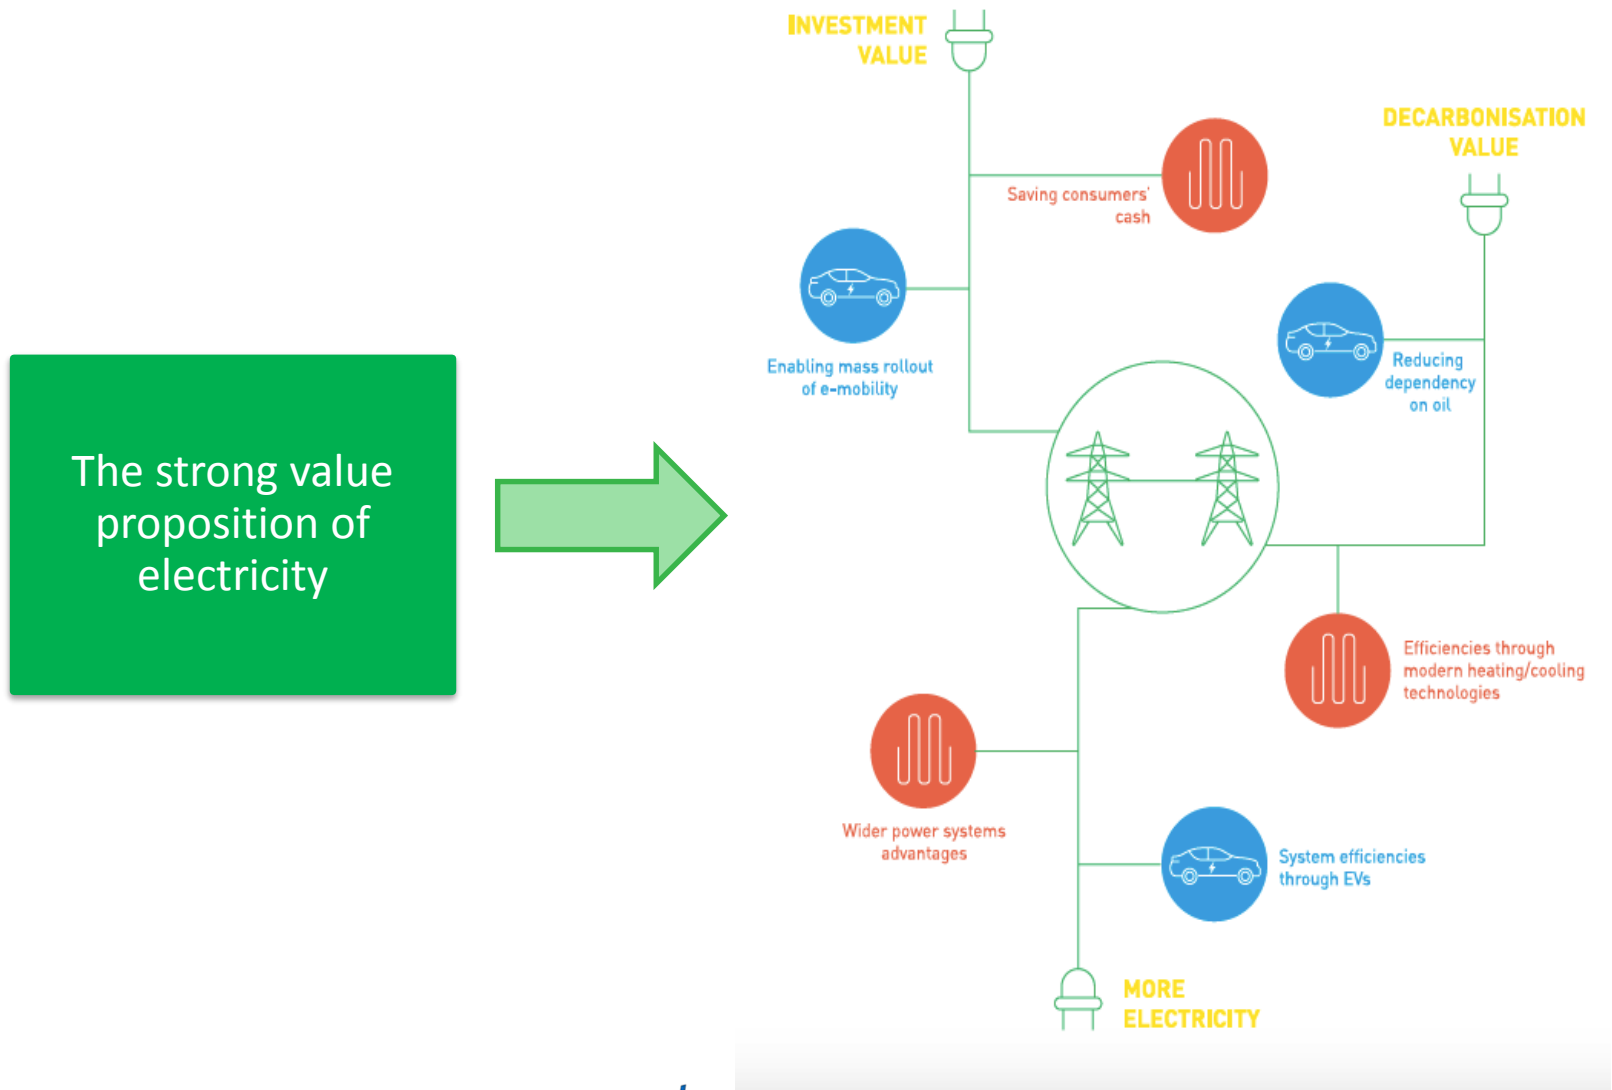 The strong value
proposition of
electricity
INVESTMENT
VALUE
Saving consumers'
cash
Enabling mass rollout
of e-mobility
DECARBONISATION
VALUE
Reducing
dependency
on oil
Efficiencies through
modern heating/cooling
technologies
Wider power systems
advantages
System efficiencies
through EVs
MORE
ELECTRICITY